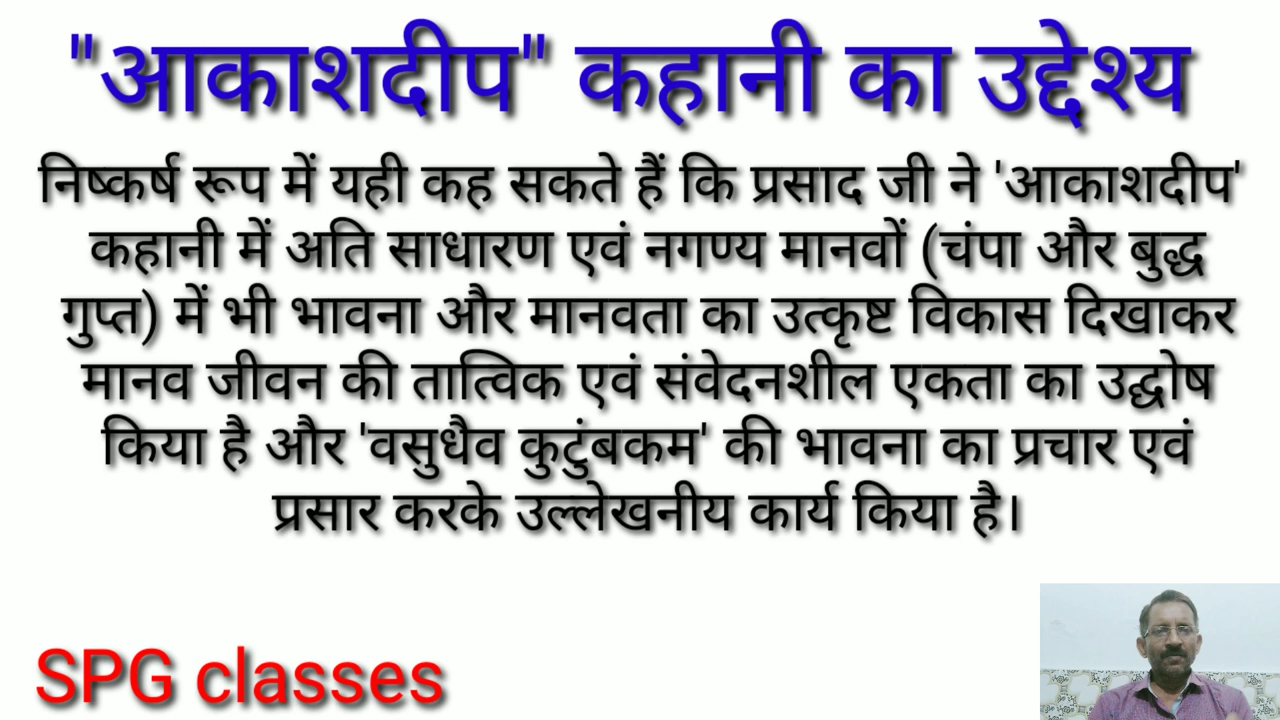 "आकाशदीप" कहानी का उद्देश्य
निष्कर्ष रूप में यही कह सकते हैं कि प्रसाद जी ने 'आकाशदीप'
कहानी में अति साधारण एवं नगण्य मानवों (चंपा और बुद्ध
गुप्त) में भी भावना और मानवता का उत्कृष्ट विकास दिखाकर
मानव जीवन की तात्विक एवं संवेदनशील एकता का उद्घोष
किया है और 'वसुधैव कुटुंबकम' की भावना का प्रचार एवं
प्रसार करके उल्लेखनीय कार्य किया है।
SPG classes